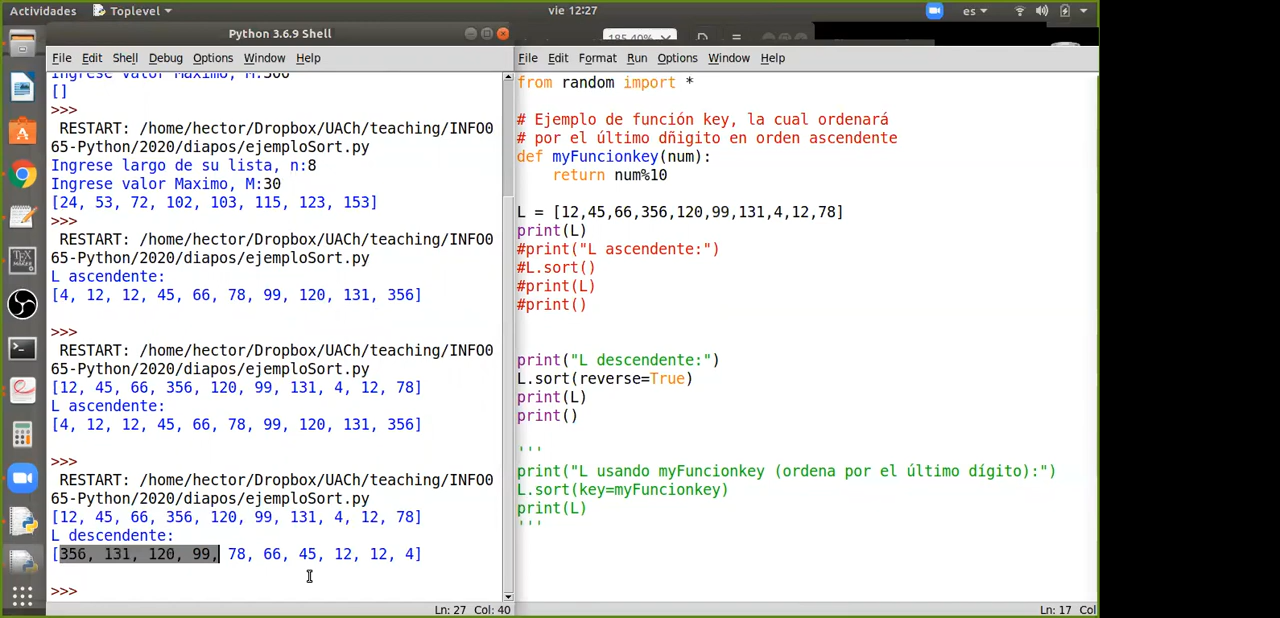 Actividades Toplevel vie 12:27 es
Python 3.6.9 Shell
185.40%
File Edit Shell Debug Options Window Help
Ingrese valor Maximo, M:300
[]
>>>
RESTART: /home/hector/Dropbox/UACh/teaching/INFO0
65-Python/2020/diapos/ejemploSort.py
Ingrese largo de su lista, n:8
Ingrese valor Maximo, M:30
[24, 53, 72, 102, 103, 115, 123, 153]
>>>
RESTART: /home/hector/Dropbox/UACh/teaching/INFO0
65-Python/2020/diapos/ejemploSort.py
L ascendente:
[4, 12, 12, 45, 66, 78, 99, 120, 131, 356]
>>>
RESTART: /home/hector/Dropbox/UACh/teaching/INFO0
65-Python/2020/diapos/ejemploSort.py
[12, 45, 66, 356, 120, 99, 131, 4, 12, 78]
L ascendente:
[4, 12, 12, 45, 66, 78, 99, 120, 131, 356]
>>>
RESTART: /home/hector/Dropbox/UACh/teaching/INFO0
65-Python/2020/diapos/ejemploSort.py
[12, 45, 66, 356, 120, 99, 131, 4, 12, 78]
L descendente:
[356, 131, 120, 99, 78, 66, 45, 12, 12, 4]
>>>
Ln: 27 Col: 40
File Edit Format Run Options Window Help
from random import *
# Ejemplo de función key, la cual ordenará
# por el último dñigito en orden ascendente
def myFuncionkey(num):
return num%10
L = [12,45,66,356,120,99,131,4,12,78]
print(L)
#print("L ascendente:")
#L.sort()
#print(L)
#print()
print("L descendente:")
L.sort(reverse=True)
print(L)
print()
'''
print("L usando myFuncionkey (ordena por el último dígito):")
L.sort(key=myFuncionkey)
print(L)
'''
Ln: 17 Col